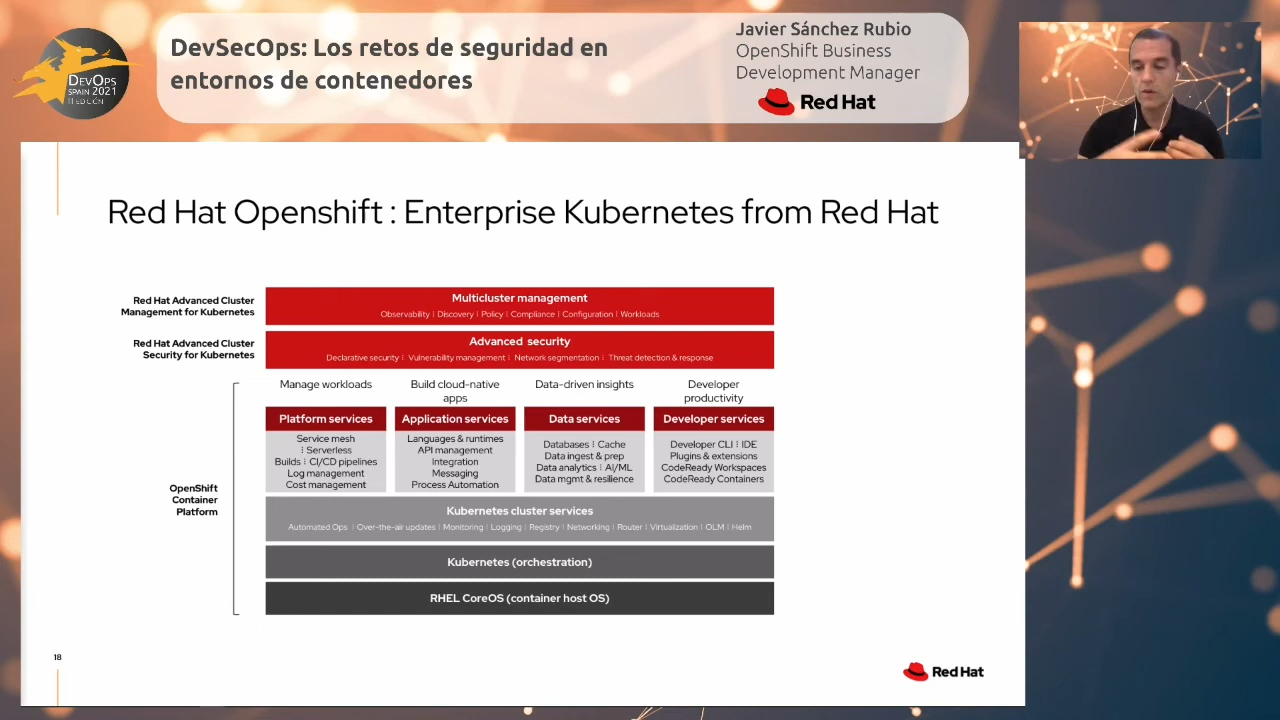 DevOps
SPAIN 2021
II EDICIÓN
DevSecOps: Los retos de seguridad en
entornos de contenedores
Javier Sánchez Rubio
OpenShift Business
Development Manager
Red Hat
Red Hat Openshift : Enterprise Kubernetes from Red Hat
Red Hat Advanced Cluster
Management for Kubernetes
Multicluster management
Observability | Discovery | Policy | Compliance | Configuration | Workloads
Red Hat Advanced Cluster
Security for Kubernetes
Advanced security
Declarative security | Vulnerability management | Network segmentation | Threat detection & response
Manage workloads
Build cloud-native
apps
Data-driven insights
Developer
productivity
Platform services
Application services
Data services
Developer services
Service mesh
| Serverless
Builds | CI/CD pipelines
Log management
Cost management
Languages & runtimes
API management
Integration
Messaging
Process Automation
Databases | Cache
Data ingest & prep
Data analytics | AI/ML
Data mgmt & resilience
Developer CLI | IDE
Plugins & extensions
CodeReady Workspaces
CodeReady Containers
OpenShift
Container
Platform
Kubernetes cluster services
Automated Ops | Over-the-air updates | Monitoring | Logging | Registry | Networking | Router | Virtualization | OLM | Helm
Kubernetes (orchestration)
RHEL CoreOS (container host OS)
18
Red Hat